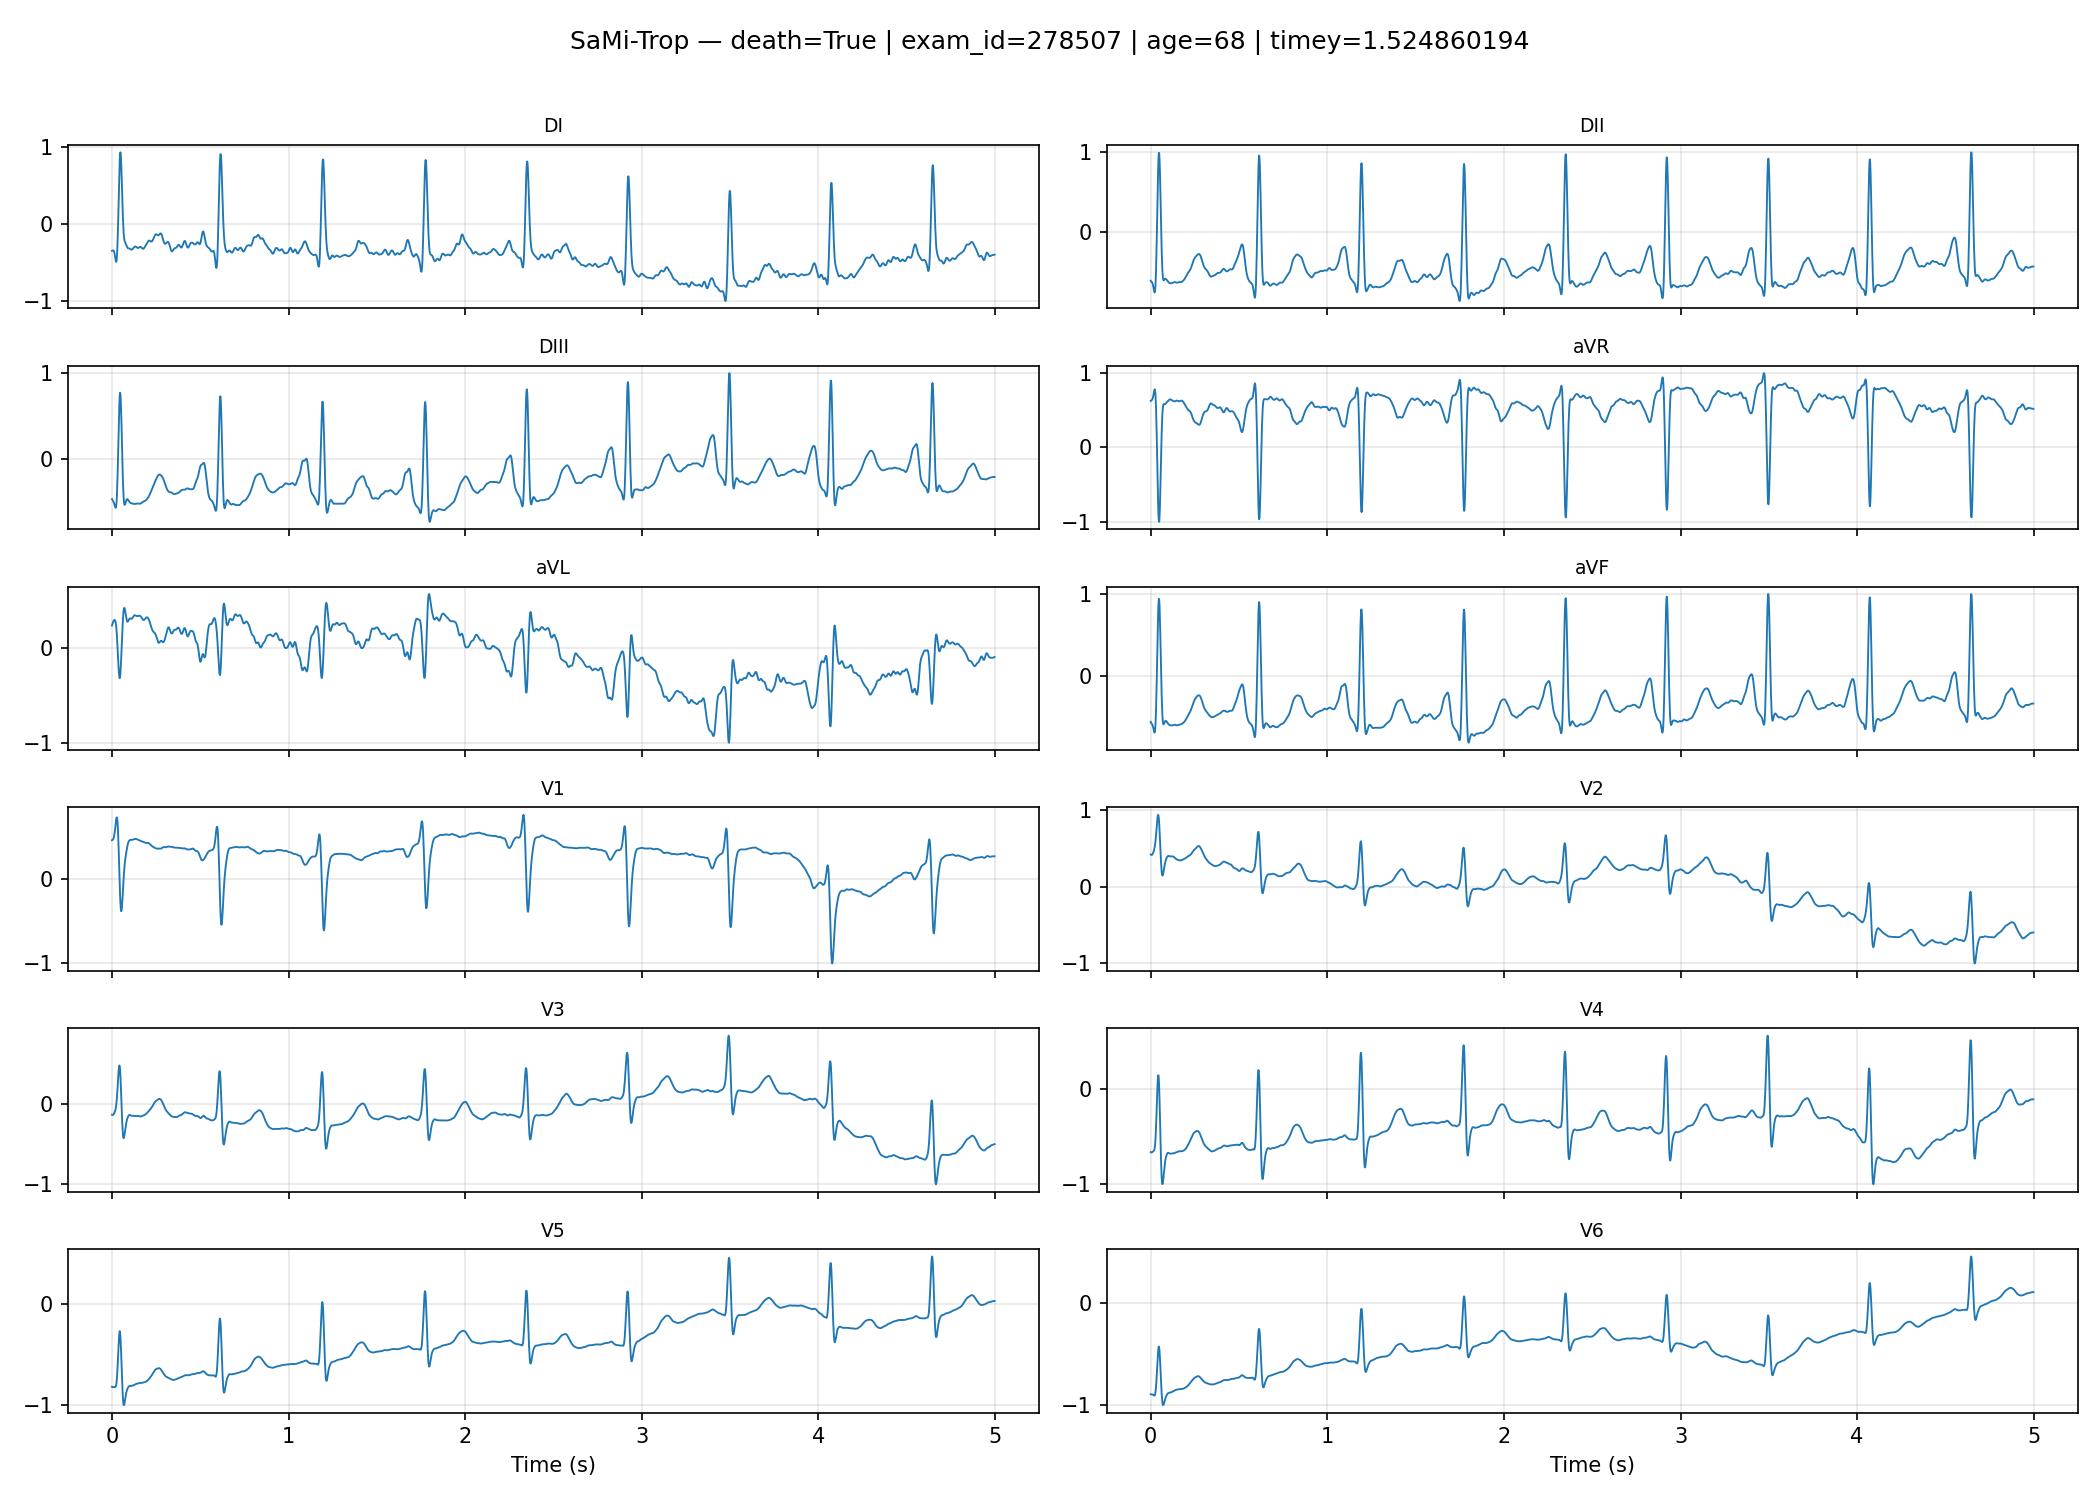 SaMi-Trop — death=True | exam_id=278507 | age=68 | timey=1.524860194
DI
DII
1
0
−1
1
0
DIII
aVR
1
0
1
0
−1
aVL
aVF
0
−1
1
0
V1
V2
0
−1
1
0
−1
V3
V4
0
−1
0
−1
V5
V6
0
−1
0
−1
0 1 2 3 4 5
0 1 2 3 4 5
Time (s)
Time (s)